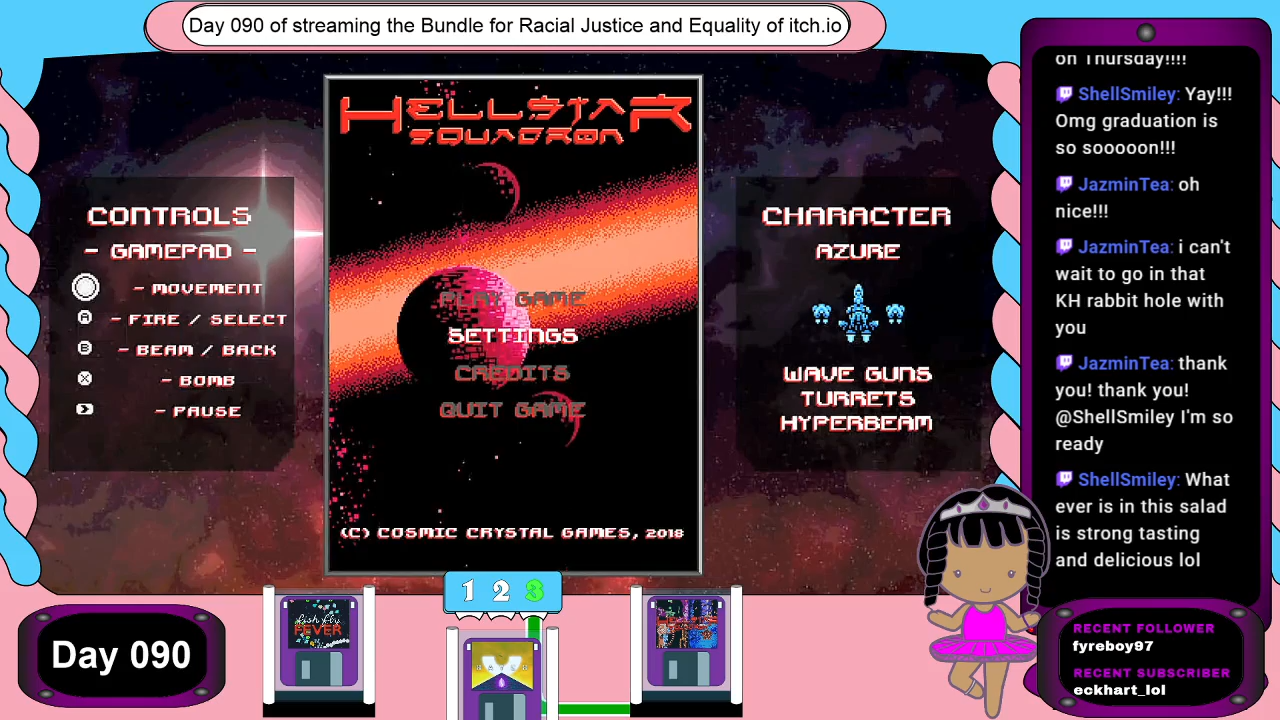 Day 090 of streaming the Bundle for Racial Justice and Equality of itch.io
HELLSTAR
SQUADRON
CONTROLS
- GAMEPAD -
- MOVEMENT
A - FIRE / SELECT
B - BEAM / BACK
X - BOMB
- PAUSE
PLAY GAME
SETTINGS
CREDITS
QUIT GAME
(C) COSMIC CRYSTAL GAMES, 2018
CHARACTER
AZURE
WAVE GUNS
TURRETS
HYPERBEAM
on Thursday!!!!
ShellSmiley: Yay!!!
Omg graduation is
so sooooon!!!
JazminTea: oh
nice!!!
JazminTea: i can't
wait to go in that
KH rabbit hole with
you
JazminTea: thank
you! thank you!
@ShellSmiley I'm so
ready
ShellSmiley: What
ever is in this salad
is strong tasting
and delicious lol
1 2 3
Day 090
FEVER
RECENT FOLLOWER
fyreboy97
RECENT SUBSCRIBER
eckhart_lol